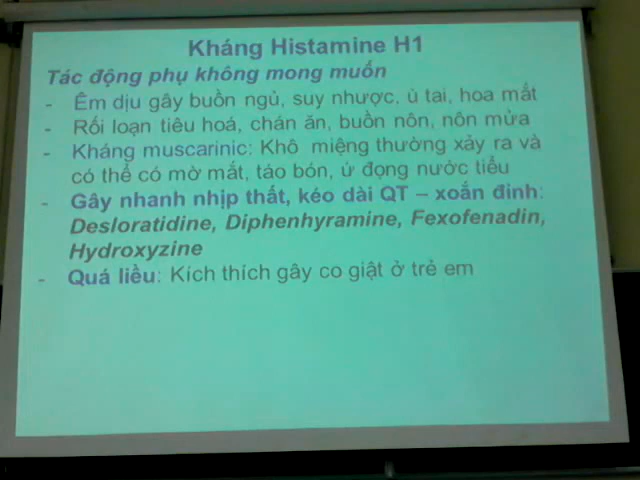 Kháng Histamine H1
Tác động phụ không mong muốn
- Êm dịu gây buồn ngủ, suy nhược, ù tai, hoa mắt
- Rối loạn tiêu hoá, chán ăn, buồn nôn, nôn mửa
- Kháng muscarinic: Khô miệng thường xảy ra và
có thể có mờ mắt, táo bón, ứ đọng nước tiểu
- Gây nhanh nhịp thất, kéo dài QT – xoắn đỉnh:
Desloratidine, Diphenhyramine, Fexofenadin,
Hydroxyzine
- Quá liều: Kích thích gây co giật ở trẻ em